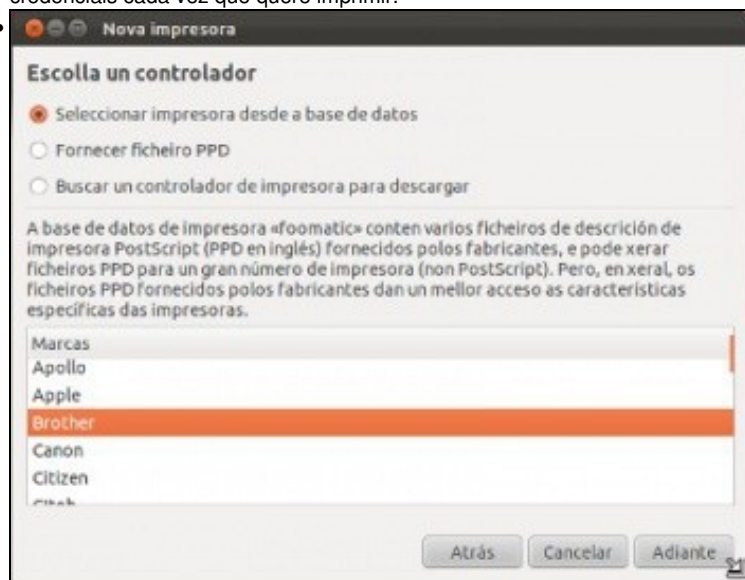 credenciais cada vez que quero imprimir.
Nova impresora
Escolla un controlador
Seleccionar impresora desde a base de datos
Fornecer ficheiro PPD
Buscar un controlador de impresora para descargar
A base de datos de impresora «foomatic» conten varios ficheiros de descrición de
impresora PostScript (PPD en inglés) fornecidos polos fabricantes, e pode xerar
ficheiros PPD para un gran número de impresora (non PostScript). Pero, en xeral, os
ficheiros PPD fornecidos polos fabricantes dan un mellor acceso as características
específicas das impresoras.
Marcas
Apollo
Apple
Brother
Canon
Citizen
Atrás Cancelar Adiante